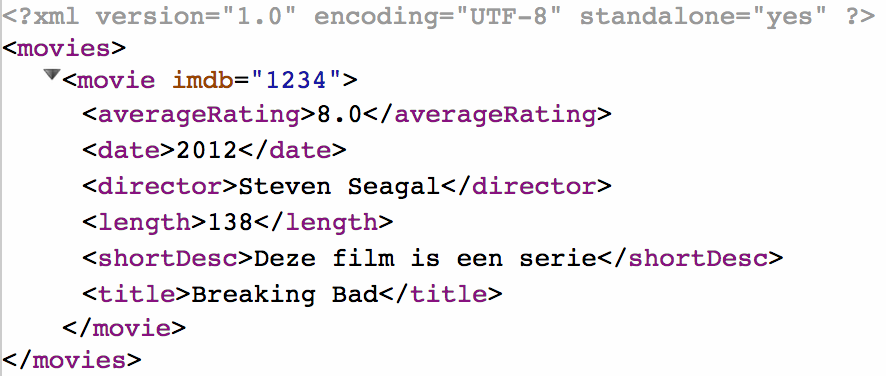 <?xml version="1.0" encoding="UTF-8" standalone="yes" ?>
<movies>
<movie imdb="1234">
<averageRating>8.0</averageRating>
<date>2012</date>
<director>Steven Seagal</director>
<length>138</length>
<shortDesc>Deze film is een serie</shortDesc>
<title>Breaking Bad</title>
</movie>
</movies>